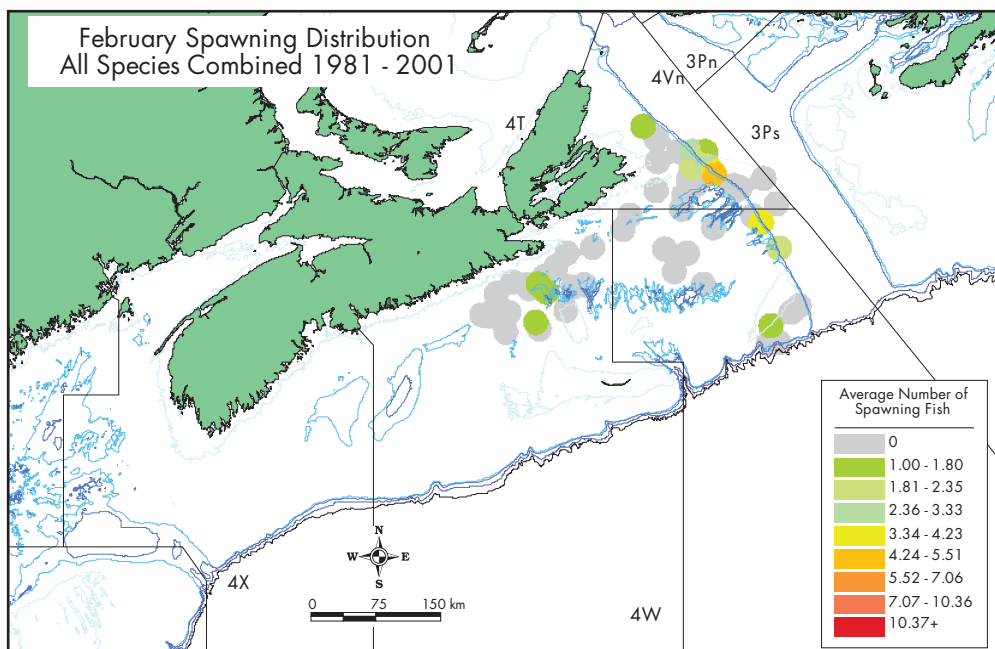 February Spawning Distribution
All Species Combined 1981 - 2001
3Pn
4Vn
4T
3Ps
Average Number of
Spawning Fish
0
1.00 - 1.80
1.81 - 2.35
2.36 - 3.33
3.34 - 4.23
4.24 - 5.51
5.52 - 7.06
7.07 - 10.36
10.37+
N
W E
S
4X
0 75 150 km
4W